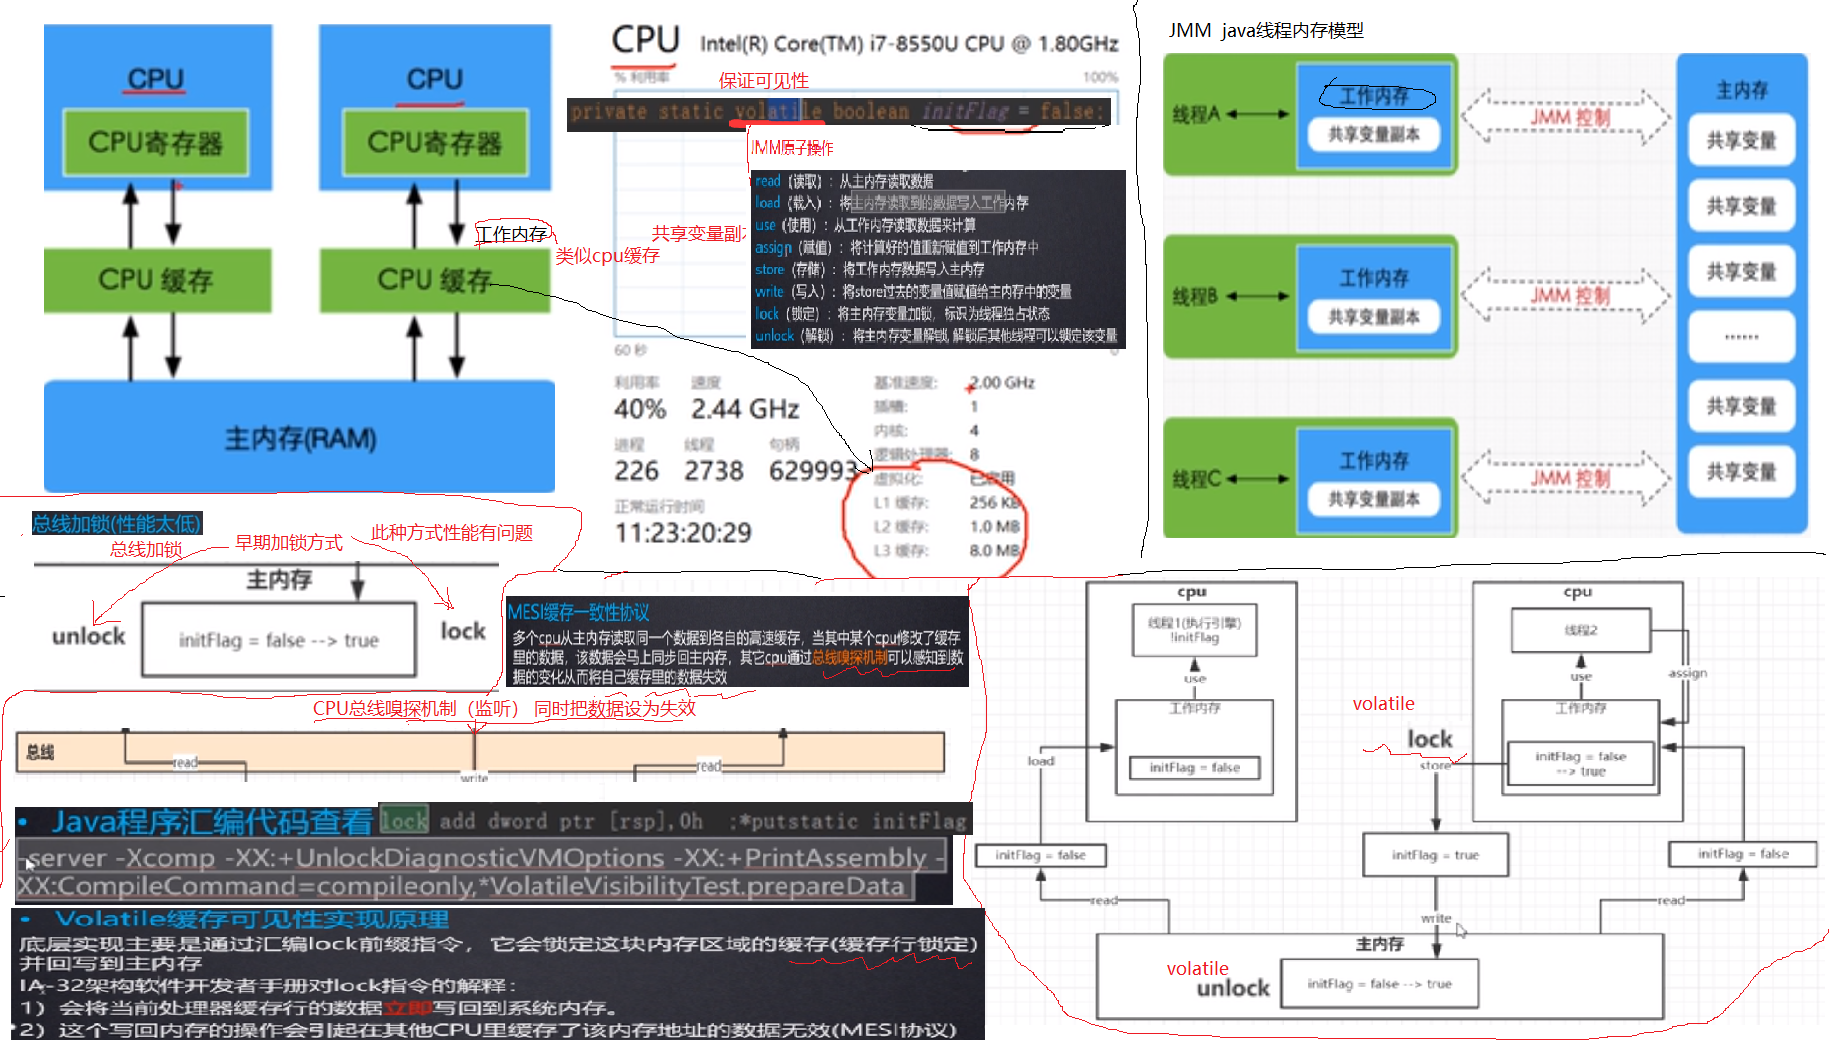 CPU
CPU寄存器
CPU 缓存
CPU
CPU寄存器
CPU 缓存
主内存(RAM)
工作内存
类似cpu缓存
CPU
Intel(R) Core(TM) i7-8550U CPU @ 1.80GHz
% 利用率
100%
保证可见性
private static volatile boolean initFlag = false;
JMM原子操作
read（读取）：从主内存读取数据
load（载入）：将主内存读取到的数据写入工作内存
use（使用）：从工作内存读取数据来计算
assign（赋值）：将计算好的值重新赋值到工作内存中
store（存储）：将工作内存数据写入主内存
write（写入）：将store过去的变量值赋值给主内存中的变量
lock（锁定）：将主内存变量加锁，标识为线程独占状态
unlock（解锁）：将主内存变量解锁,解锁后其他线程可以锁定该变量
共享变量副
60 秒
0
利用率
速度
40%
2.44 GHz
进程
线程
句柄
226
2738
629993
正常运行时间
11:23:20:29
基准速度:
2.00 GHz
插槽:
1
内核:
4
逻辑处理器:
8
虚拟化:
已启用
L1 缓存:
256 KB
L2 缓存:
1.0 MB
L3 缓存:
8.0 MB
JMM java线程内存模型
线程A
工作内存
共享变量副本
JMM 控制
线程B
工作内存
共享变量副本
JMM 控制
线程C
工作内存
共享变量副本
JMM 控制
主内存
共享变量
共享变量
共享变量
......
共享变量
共享变量
总线加锁(性能太低)
总线加锁
早期加锁方式
此种方式性能有问题
主内存
unlock
initFlag = false --> true
lock
MESI缓存一致性协议
多个cpu从主内存读取同一个数据到各自的高速缓存，当其中某个cpu修改了缓存
里的数据，该数据会马上同步回主内存，其它cpu通过总线嗅探机制可以感知到数
据的变化从而将自己缓存里的数据失效
CPU总线嗅探机制（监听） 同时把数据设为失效
总线
read
write
read
• Java程序汇编代码查看
lock add dword ptr [rsp],0h ;*putstatic initFlag
-server -Xcomp -XX:+UnlockDiagnosticVMOptions -XX:+PrintAssembly -
XX:CompileCommand=compileonly,*VolatileVisibilityTest.prepareData
• Volatile缓存可见性实现原理
底层实现主要是通过汇编lock前缀指令，它会锁定这块内存区域的缓存(缓存行锁定)
并回写到主内存
IA-32架构软件开发者手册对lock指令的解释：
1）会将当前处理器缓存行的数据立即写回到系统内存。
2）这个写回内存的操作会引起在其他CPU里缓存了该内存地址的数据无效(MESI协议)
cpu
线程1(执行引擎)
!initFlag
use
工作内存
initFlag = false
load
initFlag = false
read
cpu
线程2
use
assign
工作内存
initFlag = false
--> true
volatile
lock
store
initFlag = true
write
initFlag = false
read
主内存
volatile
unlock
initFlag = false --> true